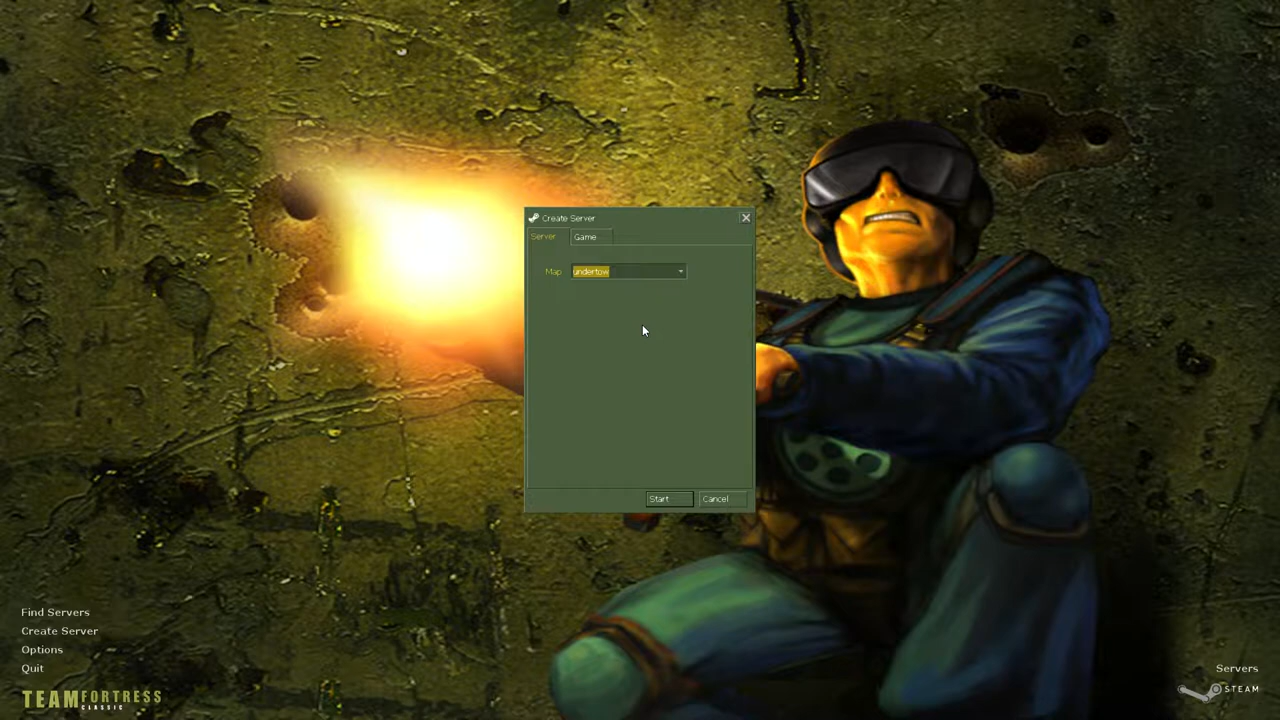 Create Server
Server
Game
Map
undertow
Start
Cancel
Find Servers
Create Server
Options
Quit
TEAM FORTRESS
CLASSIC
Servers
STEAM